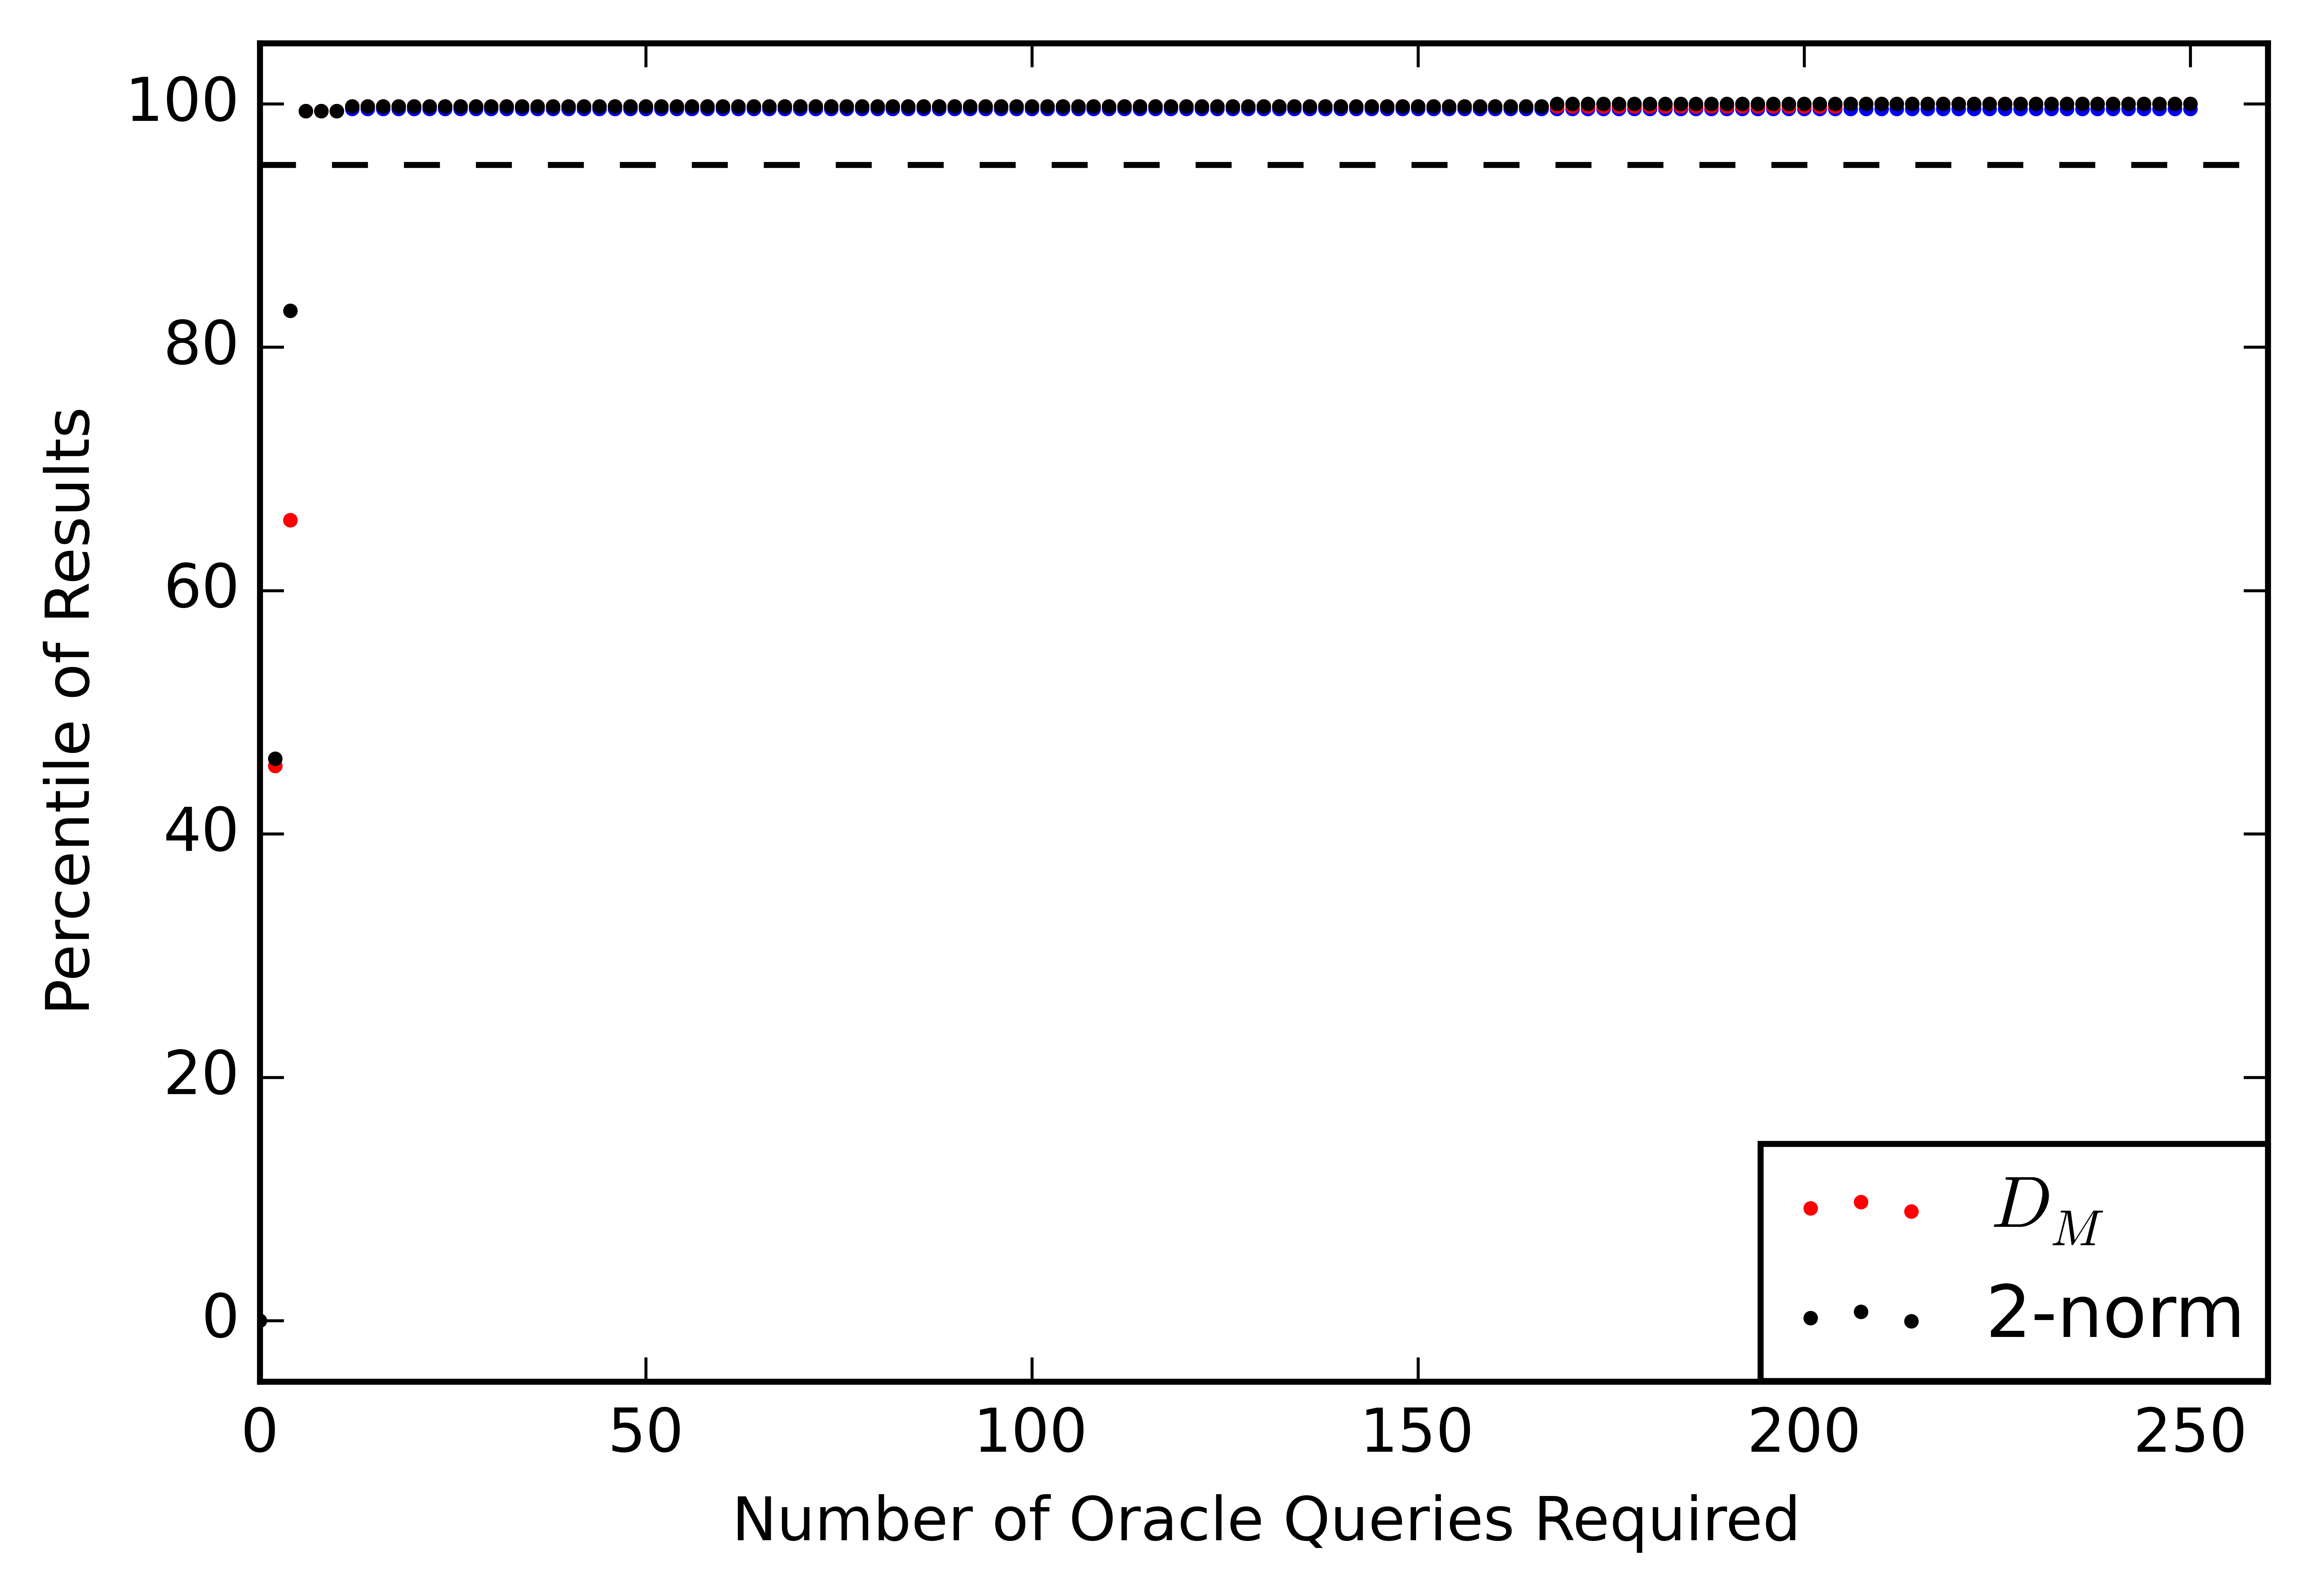 100
80
60
40
20
0
Percentile of Results
0 50 100 150 200 250
Number of Oracle Queries Required
D_M
2-norm